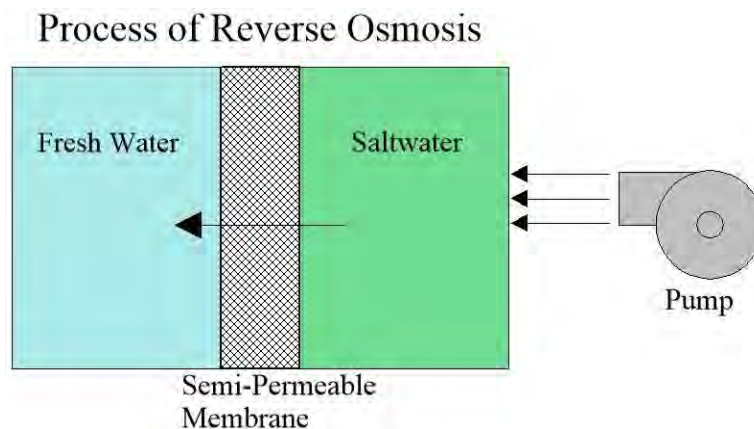 Process of Reverse Osmosis
Fresh Water
Saltwater
Pump
Semi-Permeable
Membrane